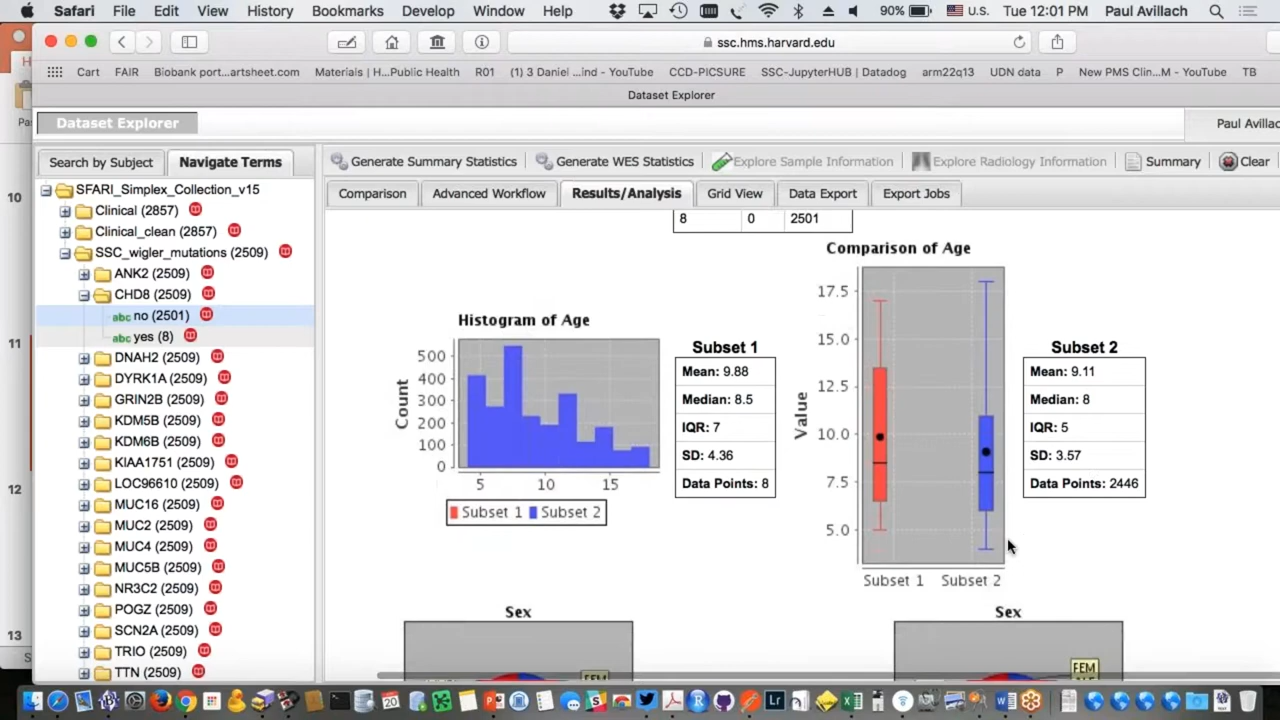 Safari File Edit View History Bookmarks Develop Window Help 90% U.S. Tue 12:01 PM Paul Avillach
ssc.hms.harvard.edu
Cart FAIR Biobank port...artsheet.com Materials | H...Public Health R01 (1) 3 Daniel ...ind - YouTube CCD-PICSURE SSC-JupyterHUB | Datadog arm22q13 UDN data P New PMS Clin...M - YouTube TB
Dataset Explorer
Dataset Explorer Paul Avillac
Search by Subject Navigate Terms
Generate Summary Statistics Generate WES Statistics Explore Sample Information Explore Radiology Information Summary Clear
Comparison Advanced Workflow Results/Analysis Grid View Data Export Export Jobs
SFARI_Simplex_Collection_v15
Clinical (2857)
Clinical_clean (2857)
SSC_wigler_mutations (2509)
ANK2 (2509)
CHD8 (2509)
abc no (2501)
abc yes (8)
DNAH2 (2509)
DYRK1A (2509)
GRIN2B (2509)
KDM5B (2509)
KDM6B (2509)
KIAA1751 (2509)
LOC96610 (2509)
MUC16 (2509)
MUC2 (2509)
MUC4 (2509)
MUC5B (2509)
NR3C2 (2509)
POGZ (2509)
SCN2A (2509)
TRIO (2509)
TTN (2509)
10
11
12
13
8 0 2501
Histogram of Age
Count
500
400
300
200
100
0
5 10 15
Subset 1 Subset 2
Subset 1
Mean: 9.88
Median: 8.5
IQR: 7
SD: 4.36
Data Points: 8
Comparison of Age
Value
17.5
15.0
12.5
10.0
7.5
5.0
Subset 1 Subset 2
Subset 2
Mean: 9.11
Median: 8
IQR: 5
SD: 3.57
Data Points: 2446
Sex Sex
FEM FEM
20